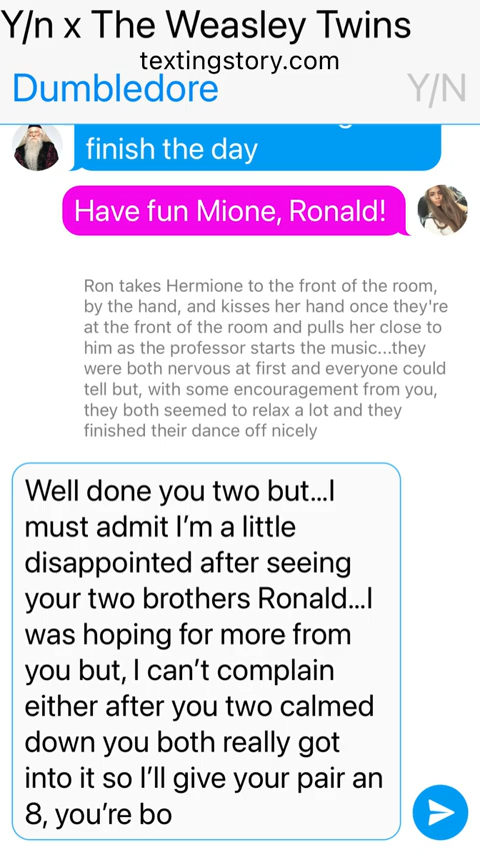 Y/n x The Weasley Twins
textingstory.com
Dumbledore
Y/N
finish the day
Have fun Mione, Ronald!
Ron takes Hermione to the front of the room,
by the hand, and kisses her hand once they're
at the front of the room and pulls her close to
him as the professor starts the music...they
were both nervous at first and everyone could
tell but, with some encouragement from you,
they both seemed to relax a lot and they
finished their dance off nicely
Well done you two but...I
must admit I'm a little
disappointed after seeing
your two brothers Ronald...I
was hoping for more from
you but, I can't complain
either after you two calmed
down you both really got
into it so I'll give your pair an
8, you're bo